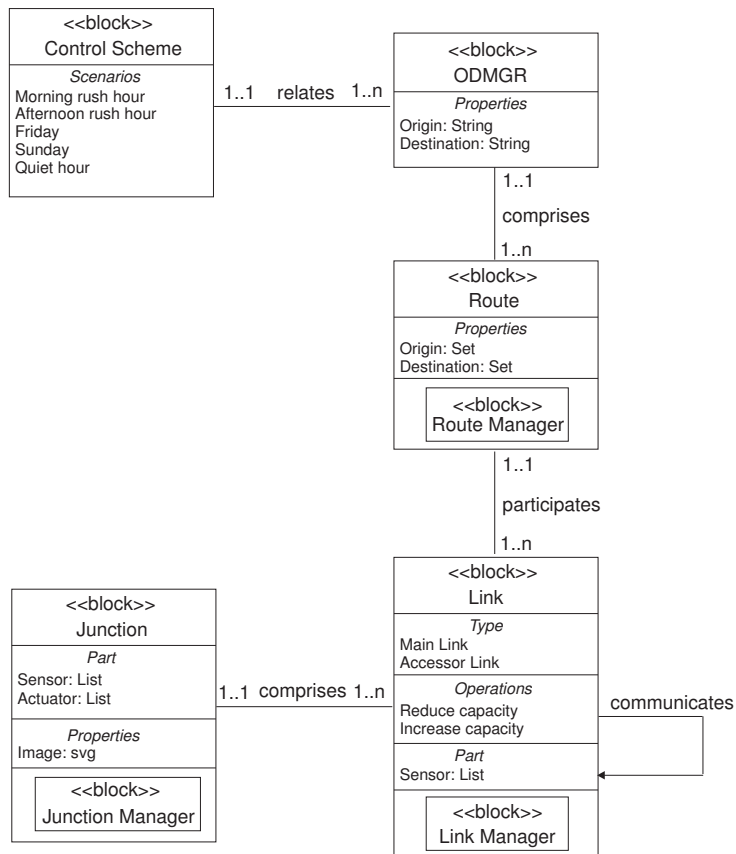 <<block>>
Control Scheme
Scenarios
Morning rush hour
Afternoon rush hour
Friday
Sunday
Quiet hour
1..1 relates 1..n
<<block>>
ODMGR
Properties
Origin: String
Destination: String
1..1
comprises
1..n
<<block>>
Route
Properties
Origin: Set
Destination: Set
<<block>>
Route Manager
1..1
participates
1..n
<<block>>
Junction
Part
Sensor: List
Actuator: List
Properties
Image: svg
<<block>>
Junction Manager
1..1 comprises 1..n
<<block>>
Link
Type
Main Link
Accessor Link
Operations
Reduce capacity
Increase capacity
Part
Sensor: List
<<block>>
Link Manager
communicates